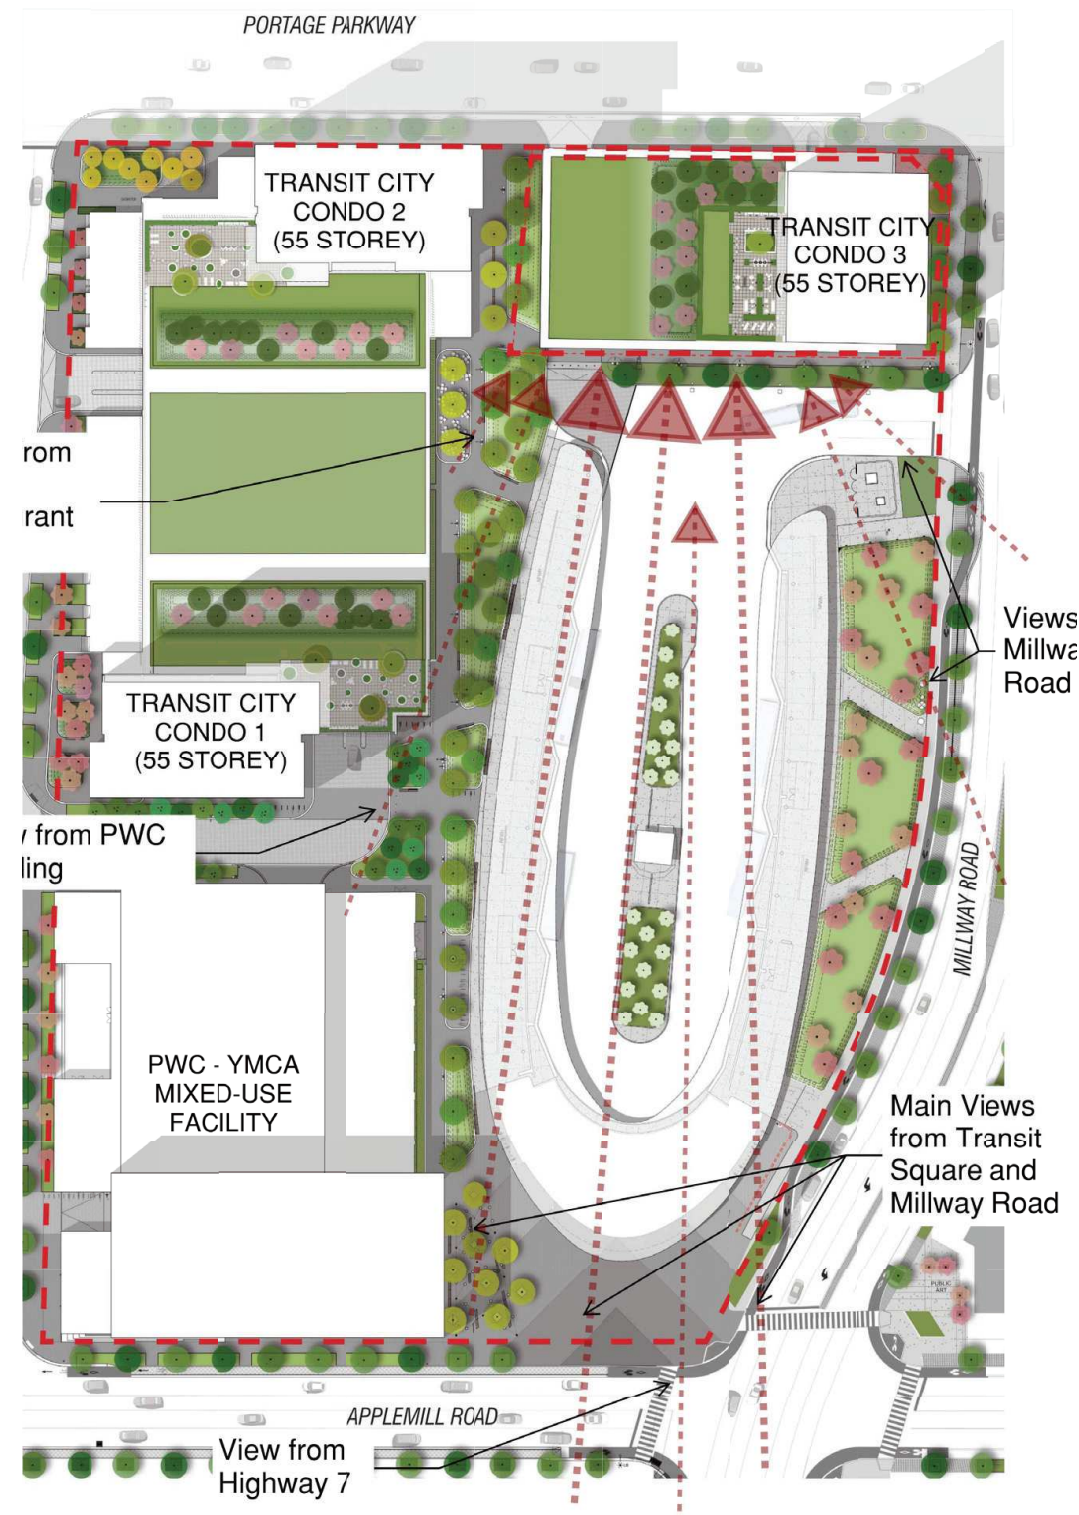 PORTAGE PARKWAY
TRANSIT CITY
CONDO 2
(55 STOREY)
TRANSIT CITY
CONDO 3
(55 STOREY)
rom
rant
Views
Millwa
Road
TRANSIT CITY
CONDO 1
(55 STOREY)
y from PWC
ling
MILLWAY ROAD
PWC - YMCA
MIXED-USE
FACILITY
Main Views
from Transit
Square and
Millway Road
PUBLIC
ART
APPLEMILL ROAD
View from
Highway 7